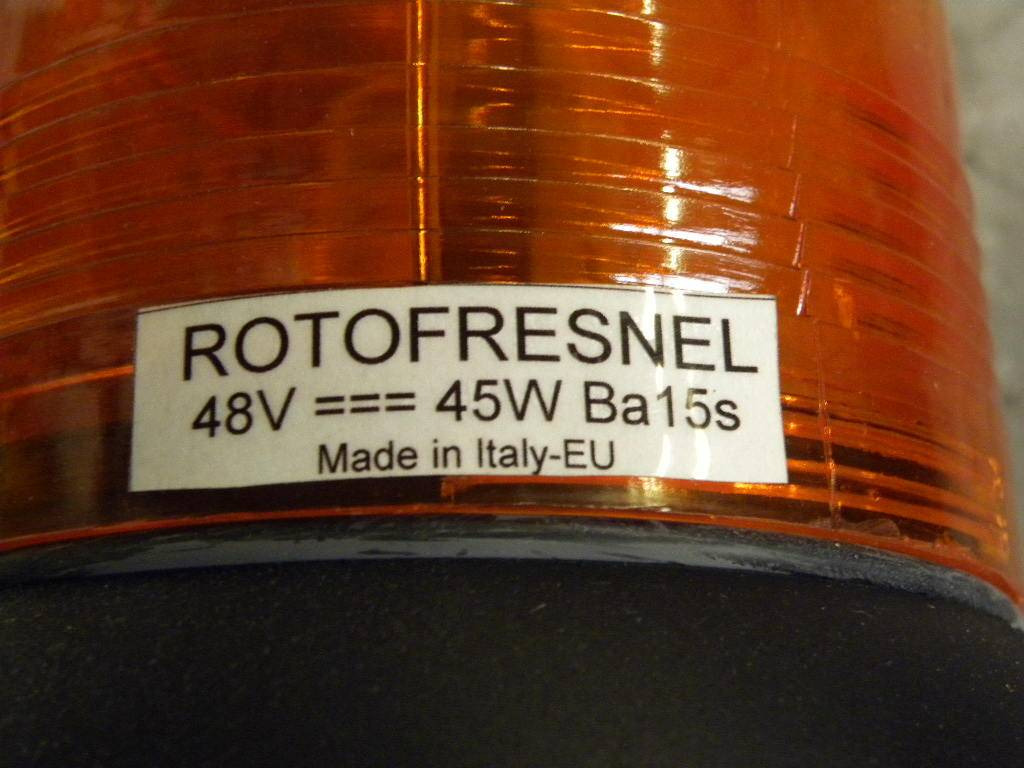 ROTOFRESNEL
48V === 45W Ba15s
Made in Italy-EU